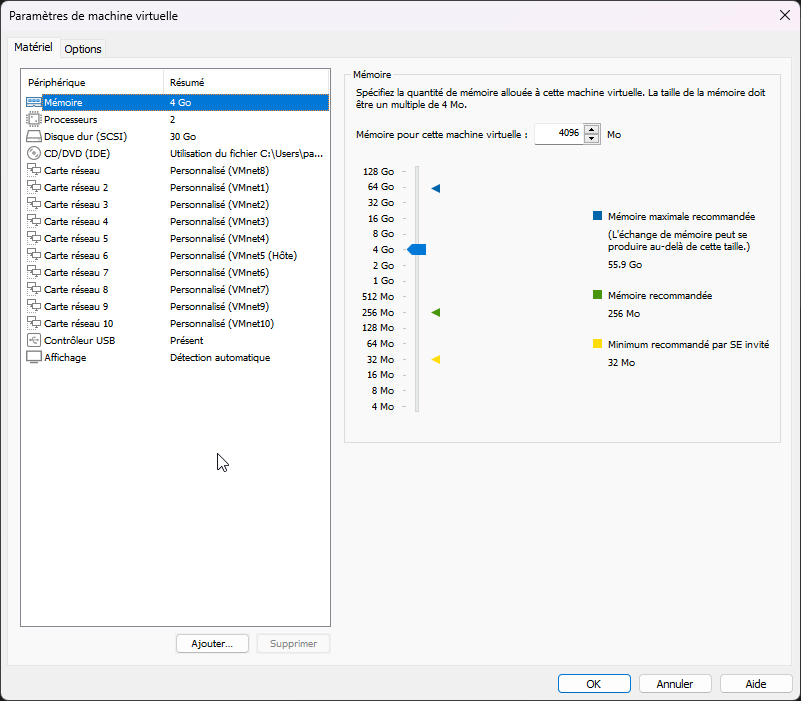 Paramètres de machine virtuelle
Matériel
Options
Périphérique Résumé
Mémoire 4 Go
Processeurs 2
Disque dur (SCSI) 30 Go
CD/DVD (IDE) Utilisation du fichier C:\Users\pa...
Carte réseau Personnalisé (VMnet8)
Carte réseau 2 Personnalisé (VMnet1)
Carte réseau 3 Personnalisé (VMnet2)
Carte réseau 4 Personnalisé (VMnet3)
Carte réseau 5 Personnalisé (VMnet4)
Carte réseau 6 Personnalisé (VMnet5 (Hôte)
Carte réseau 7 Personnalisé (VMnet6)
Carte réseau 8 Personnalisé (VMnet7)
Carte réseau 9 Personnalisé (VMnet9)
Carte réseau 10 Personnalisé (VMnet10)
Contrôleur USB Présent
Affichage Détection automatique
Ajouter...
Supprimer
Mémoire
Spécifiez la quantité de mémoire allouée à cette machine virtuelle. La taille de la mémoire doit
être un multiple de 4 Mo.
Mémoire pour cette machine virtuelle : 4096 Mo
128 Go
64 Go
32 Go
16 Go
8 Go
4 Go
2 Go
1 Go
512 Mo
256 Mo
128 Mo
64 Mo
32 Mo
16 Mo
8 Mo
4 Mo
Mémoire maximale recommandée
(L'échange de mémoire peut se
produire au-delà de cette taille.)
55.9 Go
Mémoire recommandée
256 Mo
Minimum recommandé par SE invité
32 Mo
OK
Annuler
Aide